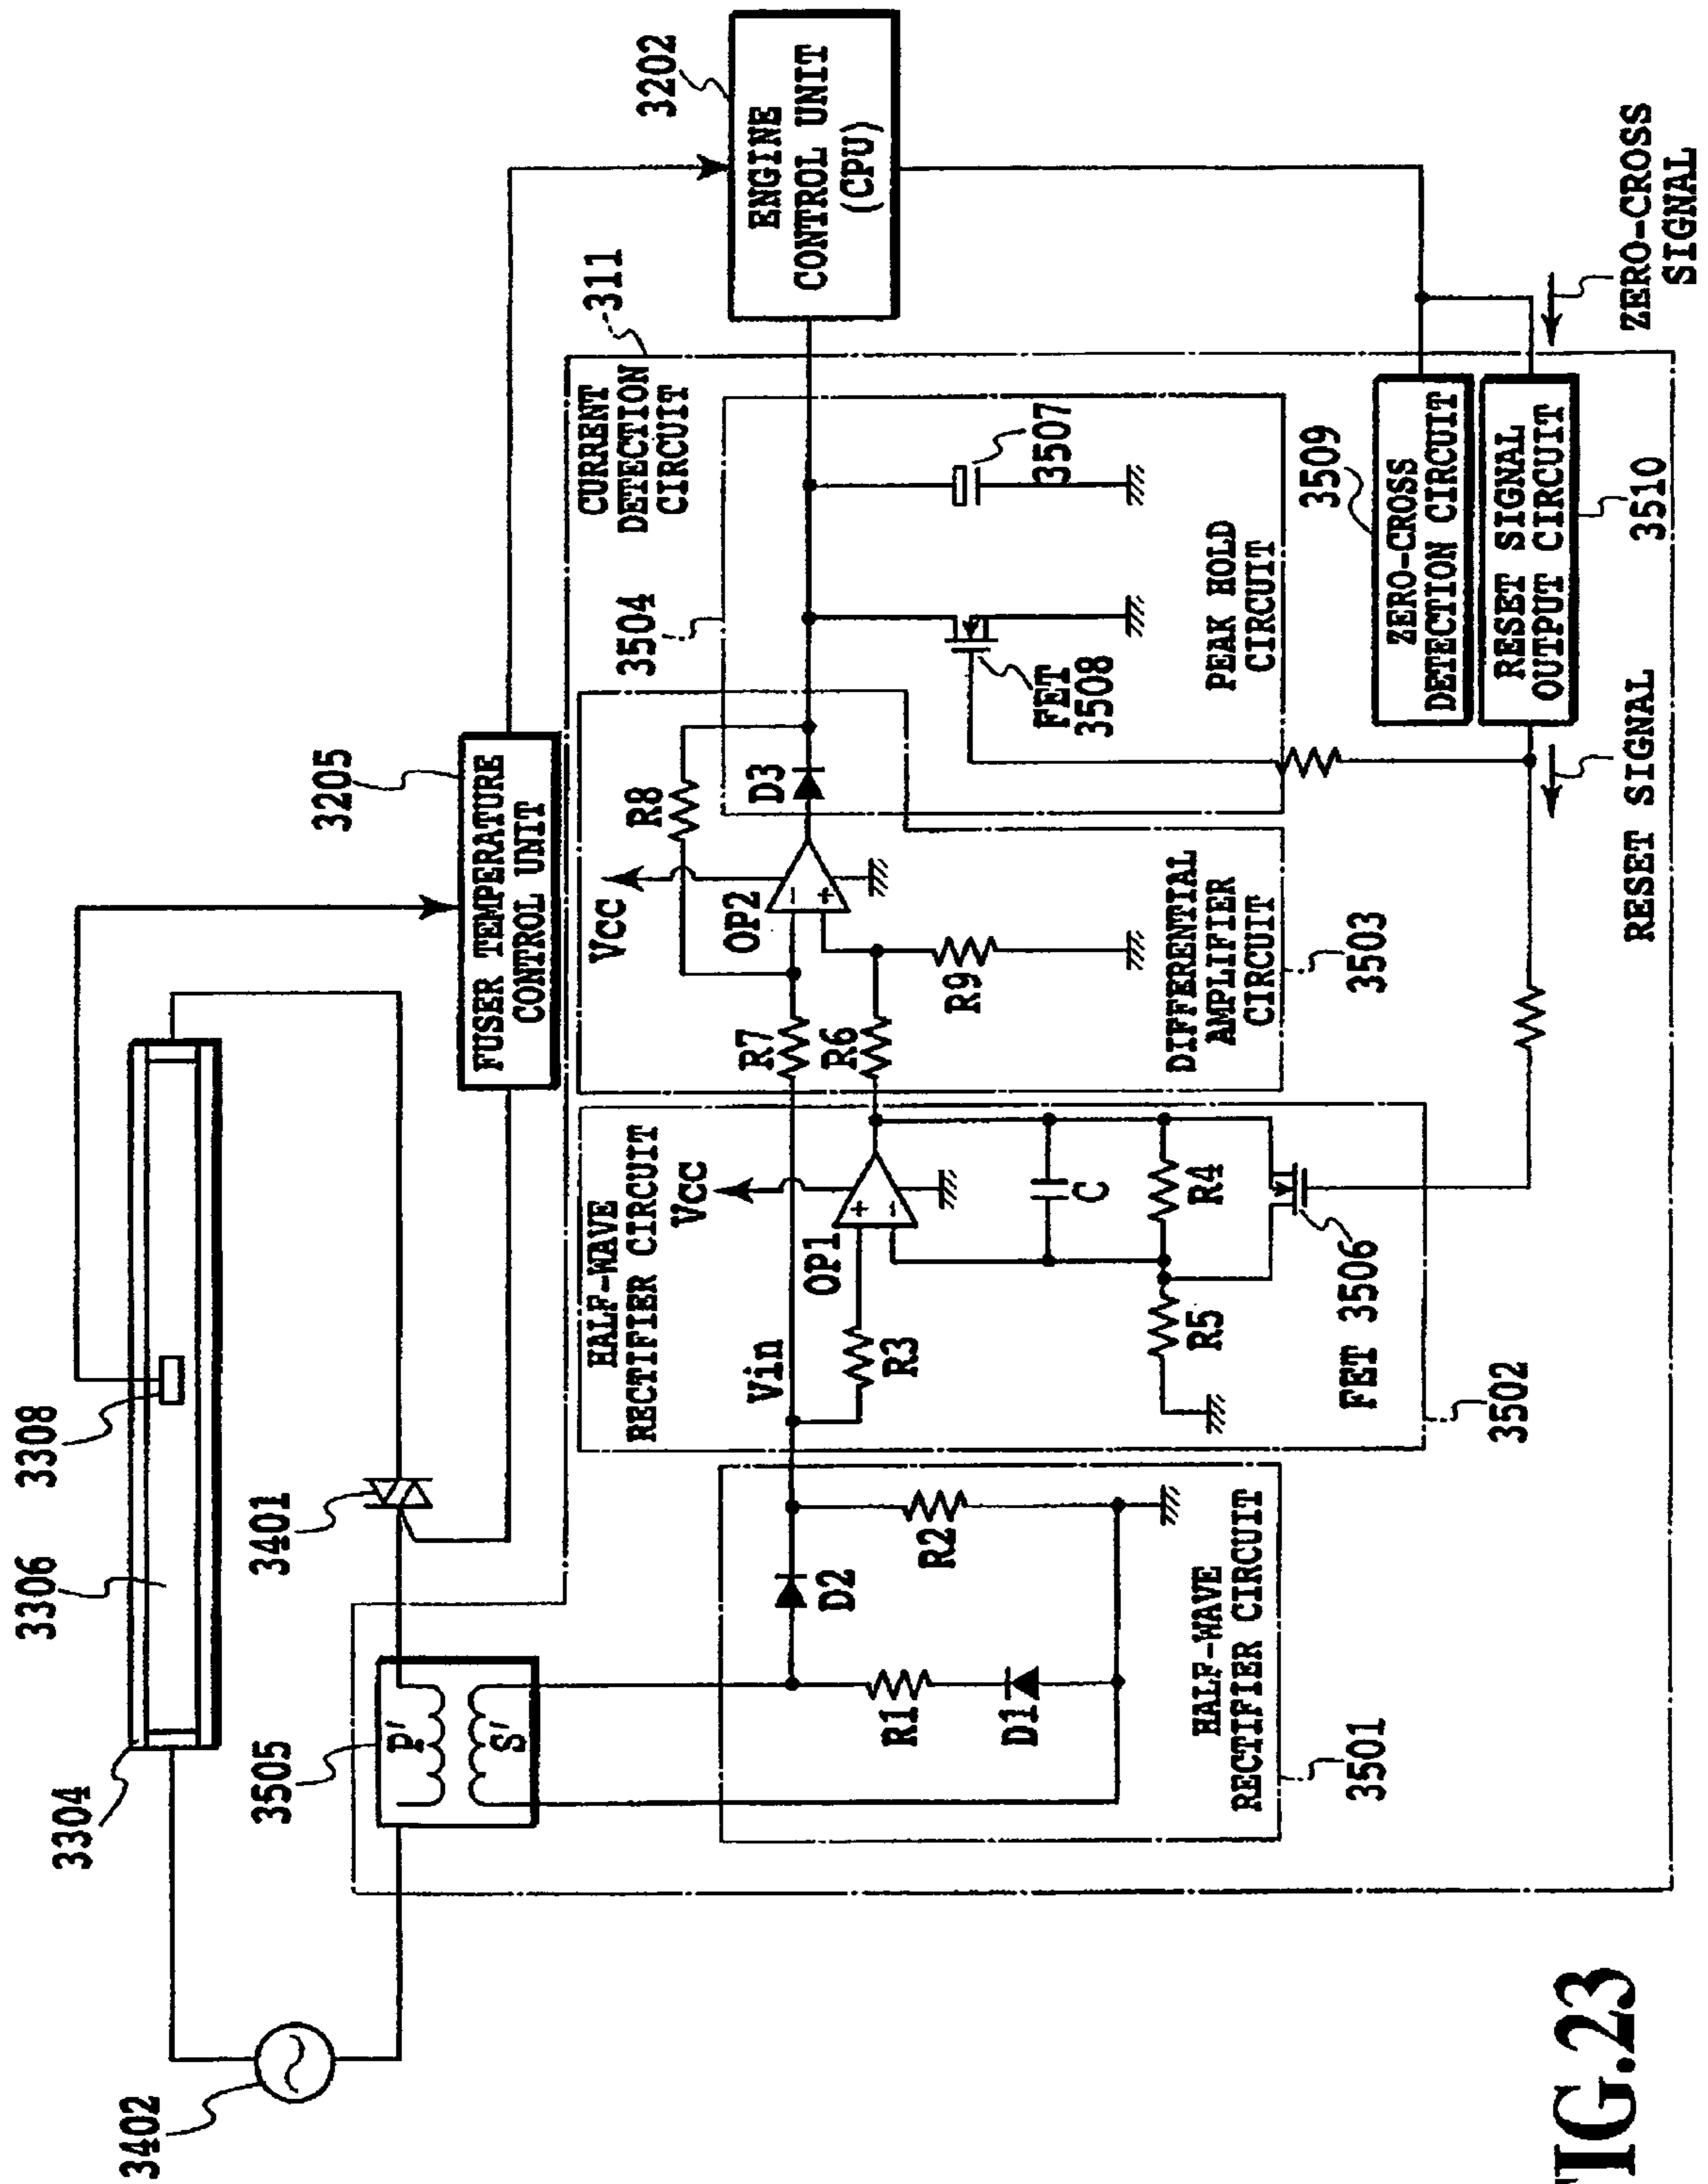 3304
3306
3308
3402
3505
P'
S'
3401
3205
FUSER TEMPERATURE
CONTROL UNIT
3202
ENGINE
CONTROL UNIT
(CPU)
311
CURRENT
DETECTION
CIRCUIT
D2
R1
D1
R2
HALF-WAVE
RECTIFIER CIRCUIT
3501
HALF-WAVE
RECTIFIER CIRCUIT
Vcc
Vin
OP1
R3
C
R4
R5
FET 3506
3502
Vcc
R8
R7
OP2
R6
R9
DIFFERENTIAL
AMPLIFIER
CIRCUIT
3503
3504
D3
FET
3508
3507
PEAK HOLD
CIRCUIT
3509
ZERO-CROSS
DETECTION CIRCUIT
RESET SIGNAL
OUTPUT CIRCUIT
3510
RESET SIGNAL
ZERO-CROSS
SIGNAL
FIG.23